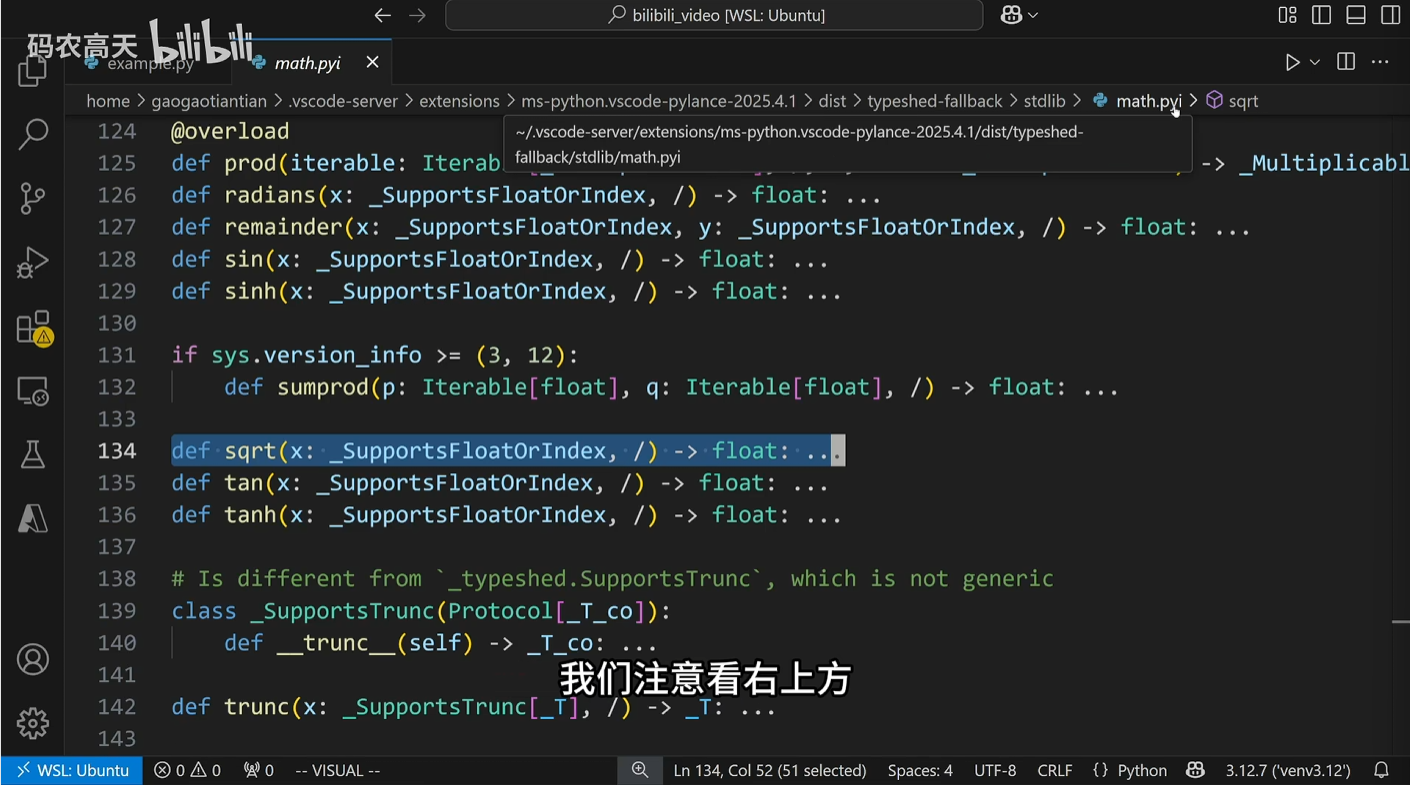 bilibili_video [WSL: Ubuntu]
码农高天 bilibili
example.py math.pyi
home > gaogaotiantian > .vscode-server > extensions > ms-python.vscode-pylance-2025.4.1 > dist > typeshed-fallback > stdlib > math.pyi > sqrt
~/.vscode-server/extensions/ms-python.vscode-pylance-2025.4.1/dist/typeshed-
fallback/stdlib/math.pyi
124 @overload
125 def prod(iterable: Iterab -> _Multiplicabl
126 def radians(x: _SupportsFloatOrIndex, /) -> float: ...
127 def remainder(x: _SupportsFloatOrIndex, y: _SupportsFloatOrIndex, /) -> float: ...
128 def sin(x: _SupportsFloatOrIndex, /) -> float: ...
129 def sinh(x: _SupportsFloatOrIndex, /) -> float: ...
130
131 if sys.version_info >= (3, 12):
132 def sumprod(p: Iterable[float], q: Iterable[float], /) -> float: ...
133
134 def sqrt(x: _SupportsFloatOrIndex, /) -> float: ...
135 def tan(x: _SupportsFloatOrIndex, /) -> float: ...
136 def tanh(x: _SupportsFloatOrIndex, /) -> float: ...
137
138 # Is different from `_typeshed.SupportsTrunc`, which is not generic
139 class _SupportsTrunc(Protocol[_T_co]):
140 def __trunc__(self) -> _T_co: ...
141
142 def trunc(x: _SupportsTrunc[_T], /) -> _T: ...
143
我们注意看右上方
WSL: Ubuntu 0 0 0 -- VISUAL -- Ln 134, Col 52 (51 selected) Spaces: 4 UTF-8 CRLF {} Python 3.12.7 ('venv3.12')